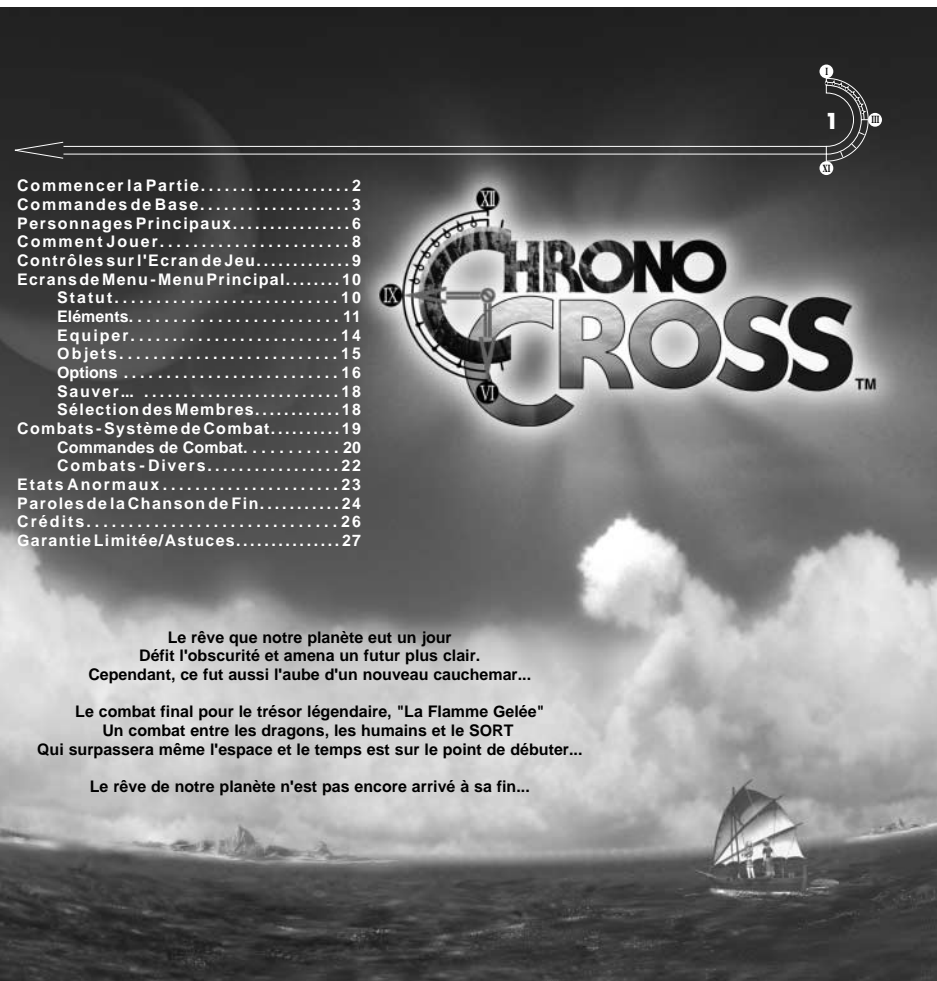 I
1
III
XI
Commencer la Partie...................2
Commandes de Base..................3
Personnages Principaux...............6
Comment Jouer.......................8
Contrôles sur l'Ecran de Jeu.............9
Ecrans de Menu - Menu Principal........10
Statut............................10
Eléments..........................11
Equiper..........................14
Objets...........................15
Options .........................16
Sauver... ........................18
Sélection des Membres............18
Combats - Système de Combat..........19
Commandes de Combat...........20
Combats - Divers.................22
Etats Anormaux ......................23
Paroles de la Chanson de Fin...........24
Crédits...............................26
Garantie Limitée/Astuces...............27
XII
IX
VI
CHRONO
CROSS™
Le rêve que notre planète eut un jour
Défit l'obscurité et amena un futur plus clair.
Cependant, ce fut aussi l'aube d'un nouveau cauchemar...
Le combat final pour le trésor légendaire, "La Flamme Gelée"
Un combat entre les dragons, les humains et le SORT
Qui surpassera même l'espace et le temps est sur le point de débuter...
Le rêve de notre planète n'est pas encore arrivé à sa fin...